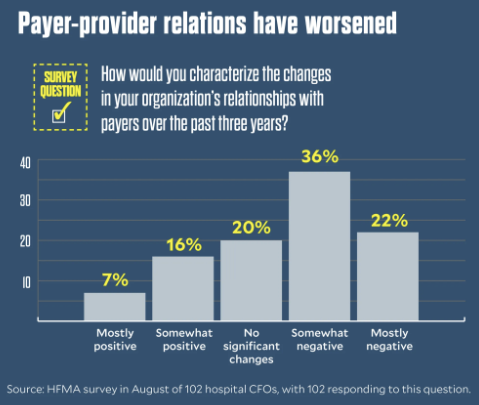 Payer-provider relations have worsened
SURVEY
QUESTION
How would you characterize the changes
in your organization's relationships with
payers over the past three years?
40
30
20
10
7%
16%
20%
36%
22%
Mostly
positive
Somewhat
positive
No
significant
changes
Somewhat
negative
Mostly
negative
Source: HFMA survey in August of 102 hospital CFOs, with 102 responding to this question.